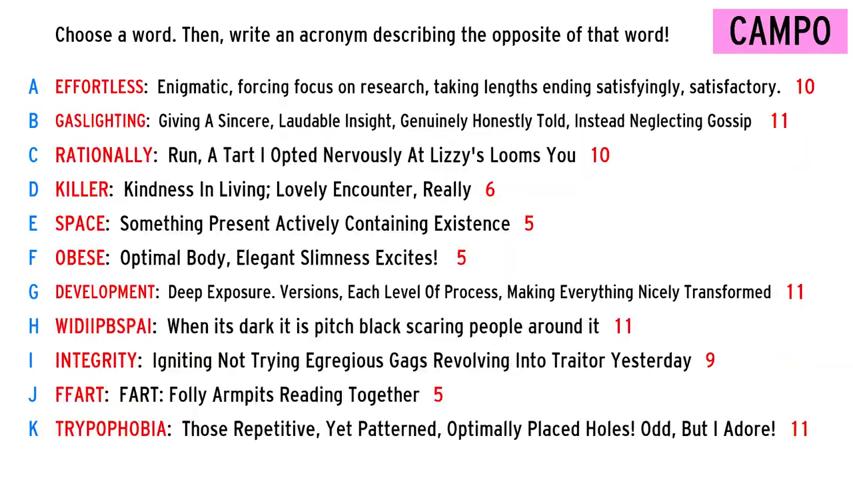 Choose a word. Then, write an acronym describing the opposite of that word!
CAMPO
A EFFORTLESS: Enigmatic, forcing focus on research, taking lengths ending satisfyingly, satisfactory. 10
B GASLIGHTING: Giving A Sincere, Laudable Insight, Genuinely Honestly Told, Instead Neglecting Gossip 11
C RATIONALLY: Run, A Tart I Opted Nervously At Lizzy's Looms You 10
D KILLER: Kindness In Living; Lovely Encounter, Really 6
E SPACE: Something Present Actively Containing Existence 5
F OBESE: Optimal Body, Elegant Slimness Excites! 5
G DEVELOPMENT: Deep Exposure. Versions, Each Level Of Process, Making Everything Nicely Transformed 11
H WIDIIPBSPAI: When its dark it is pitch black scaring people around it 11
I INTEGRITY: Igniting Not Trying Egregious Gags Revolving Into Traitor Yesterday 9
J FFART: FART: Folly Armpits Reading Together 5
K TRYPOPHOBIA: Those Repetitive, Yet Patterned, Optimally Placed Holes! Odd, But I Adore! 11